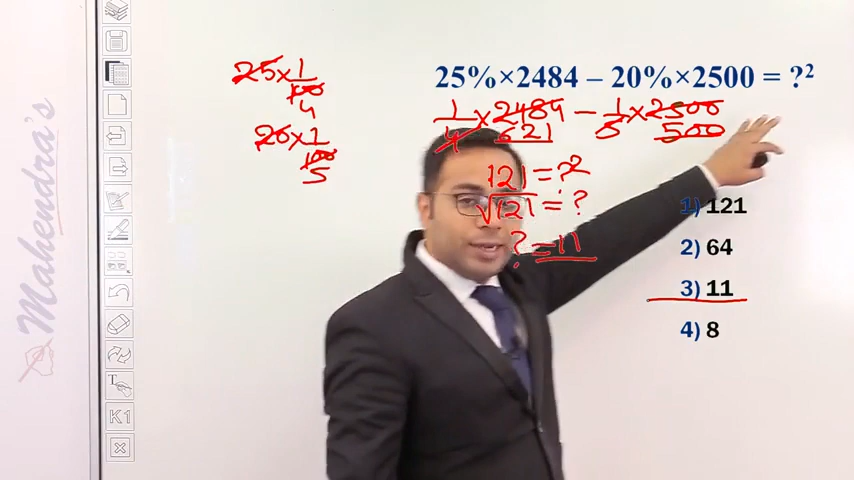 25%×2484 – 20%×2500 = ?²
25×1/100
4
20×1/100
5
1/4 × 2484 – 1/5 × 2500
621 500
121 = ?²
√121 = ?
? = 11
1) 121
2) 64
3) 11
4) 8
Mahendra's
T
K1